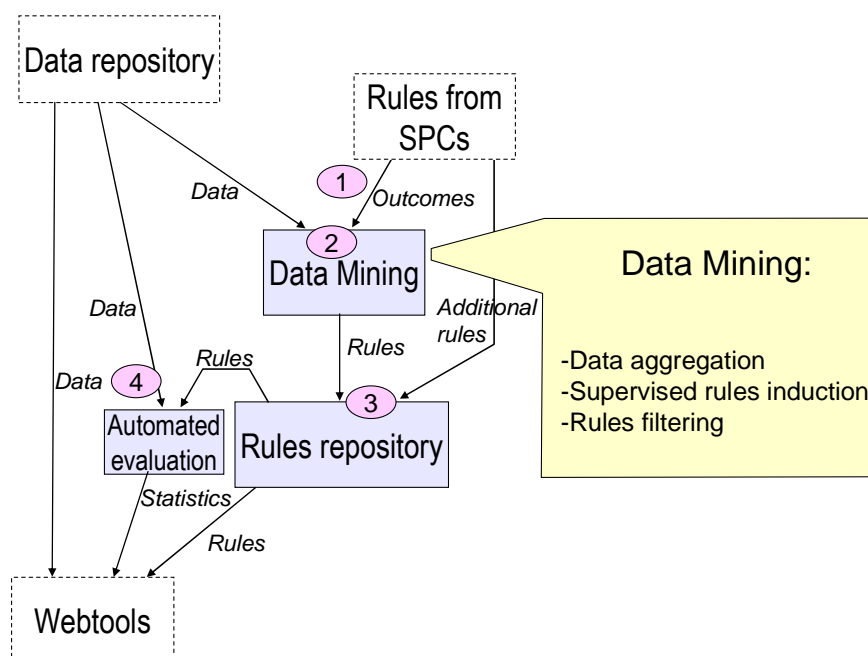 Data repository
Rules from
SPCs
1
Data
Outcomes
2
Data Mining
Data Mining:
Data
Additional
rules
Rules
Rules
-Data aggregation
-Supervised rules induction
-Rules filtering
Data
4
3
Automated
evaluation
Rules repository
Statistics
Rules
Webtools